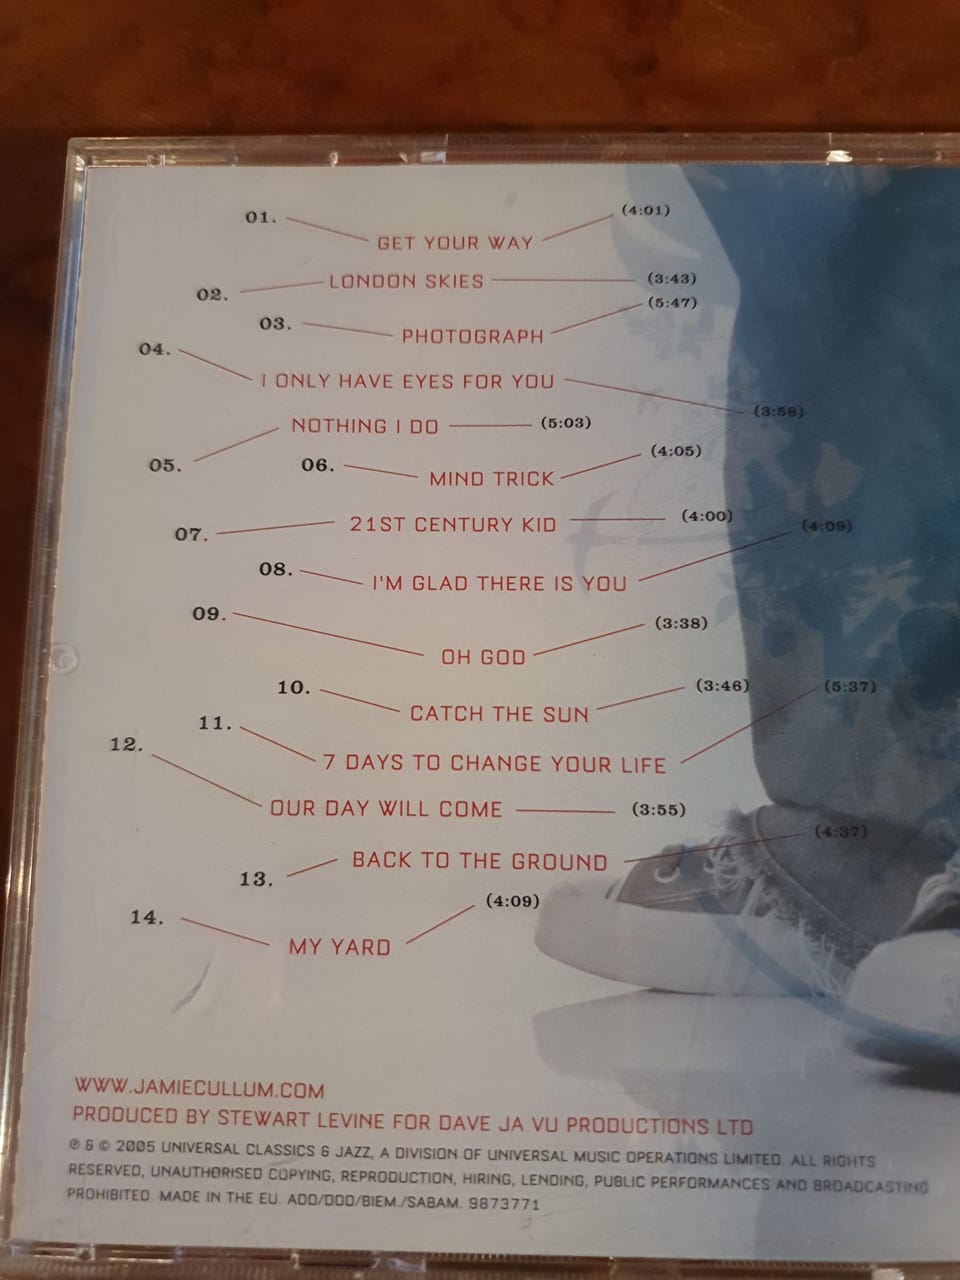 01. GET YOUR WAY (4:01)
02. LONDON SKIES (3:43)
03. PHOTOGRAPH (5:47)
04. I ONLY HAVE EYES FOR YOU (3:58)
05. NOTHING I DO (5:03)
06. MIND TRICK (4:05)
07. 21ST CENTURY KID (4:00)
08. I'M GLAD THERE IS YOU (4:09)
09. OH GOD (3:38)
10. CATCH THE SUN (3:46)
11. 7 DAYS TO CHANGE YOUR LIFE (5:37)
12. OUR DAY WILL COME (3:55)
13. BACK TO THE GROUND (4:37)
14. MY YARD (4:09)
WWW.JAMIECULLUM.COM
PRODUCED BY STEWART LEVINE FOR DAVE JA VU PRODUCTIONS LTD
℗ & © 2005 UNIVERSAL CLASSICS & JAZZ, A DIVISION OF UNIVERSAL MUSIC OPERATIONS LIMITED. ALL RIGHTS
RESERVED, UNAUTHORISED COPYING, REPRODUCTION, HIRING, LENDING, PUBLIC PERFORMANCES AND BROADCASTING
PROHIBITED. MADE IN THE EU. ADD/DDD/BIEM./SABAM. 9873771